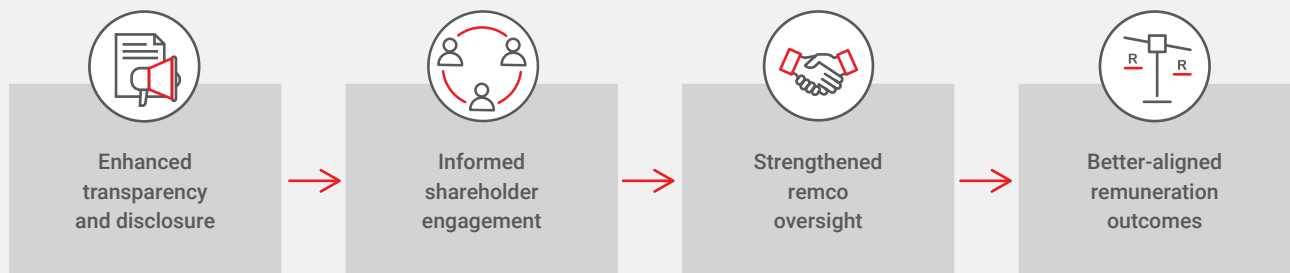 R
R
Enhanced
transparency
and disclosure
Informed
shareholder
engagement
Strengthened
remco
oversight
Better-aligned
remuneration
outcomes